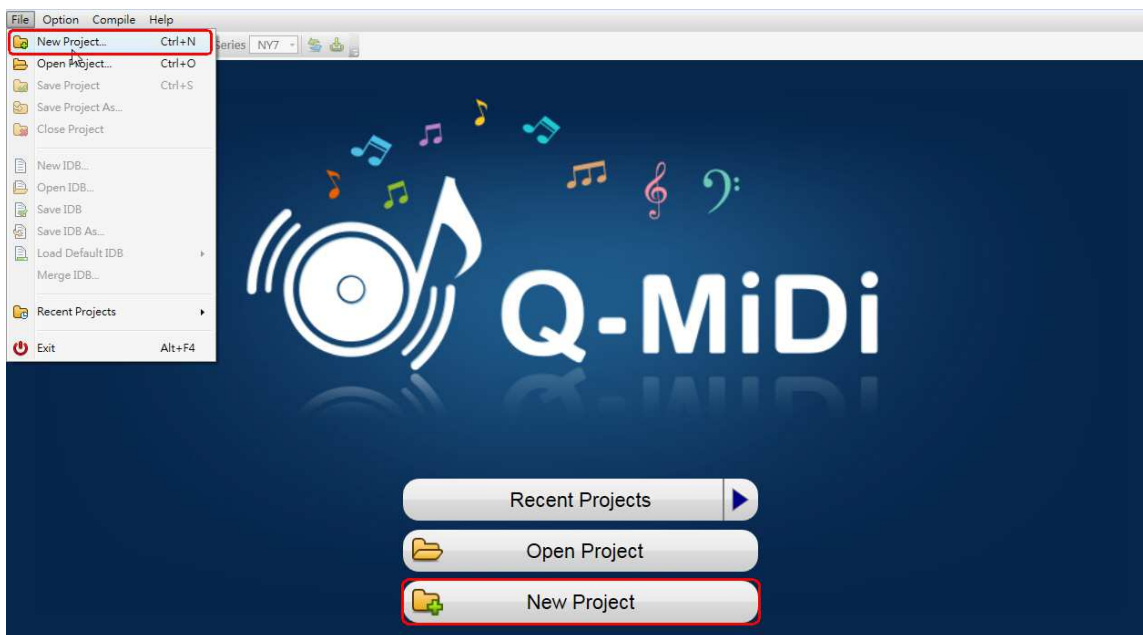 File Option Compile Help
New Project... Ctrl+N
Series NY7
Open Project... Ctrl+O
Save Project Ctrl+S
Save Project As...
Close Project
New IDB...
Open IDB...
Save IDB
Save IDB As...
Load Default IDB
Merge IDB...
Recent Projects
Exit Alt+F4
Q-MiDi
Recent Projects
Open Project
New Project